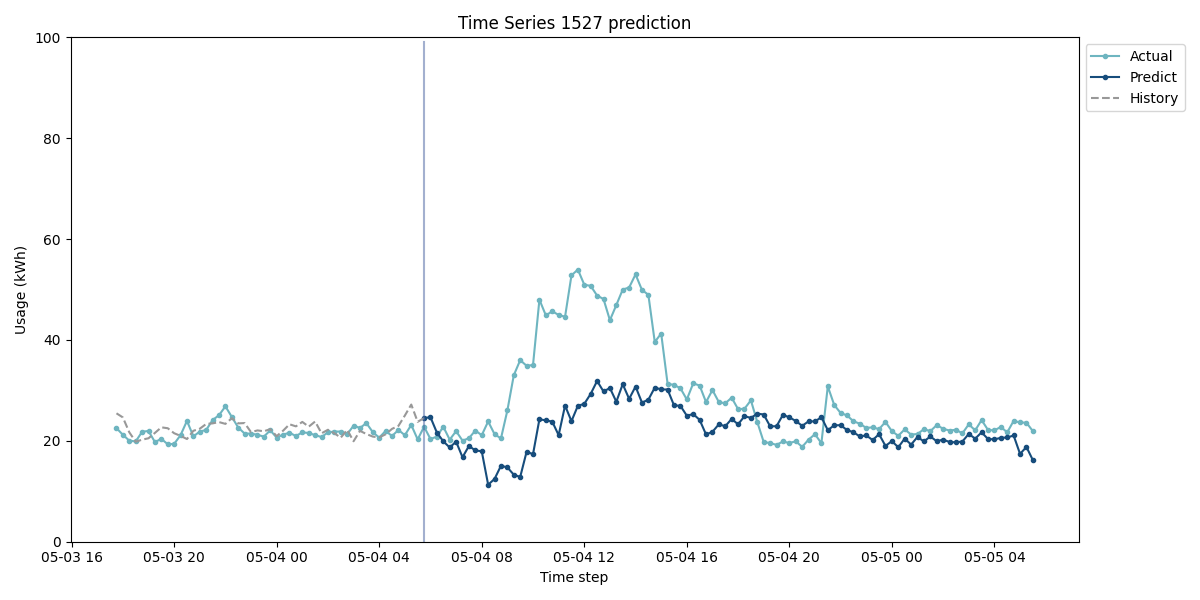 Time Series 1527 prediction
100
80
60
40
20
0
Usage (kWh)
05-03 16
05-03 20
05-04 00
05-04 04
05-04 08
05-04 12
05-04 16
05-04 20
05-05 00
05-05 04
Time step
Actual
Predict
History